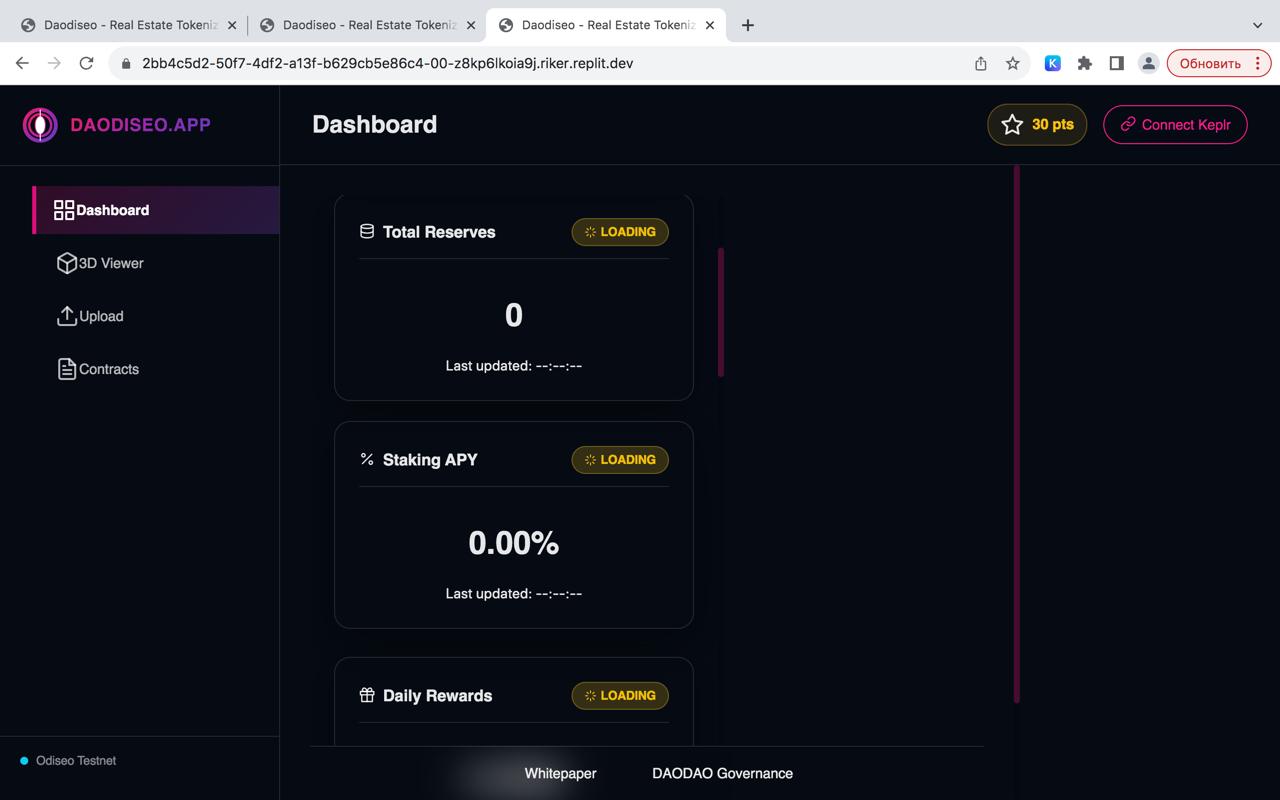 Daodiseo - Real Estate Tokeniz
Daodiseo - Real Estate Tokeniz
Daodiseo - Real Estate Tokeniz
2bb4c5d2-50f7-4df2-a13f-b629cb5e86c4-00-z8kp6lkoia9j.riker.replit.dev
K
Обновить
DAODISEO.APP
Dashboard
30 pts
Connect Keplr
Dashboard
3D Viewer
Upload
Contracts
Total Reserves
LOADING
0
Last updated: --:--:--
Staking APY
LOADING
0.00%
Last updated: --:--:--
Daily Rewards
LOADING
Odiseo Testnet
Whitepaper
DAODAO Governance